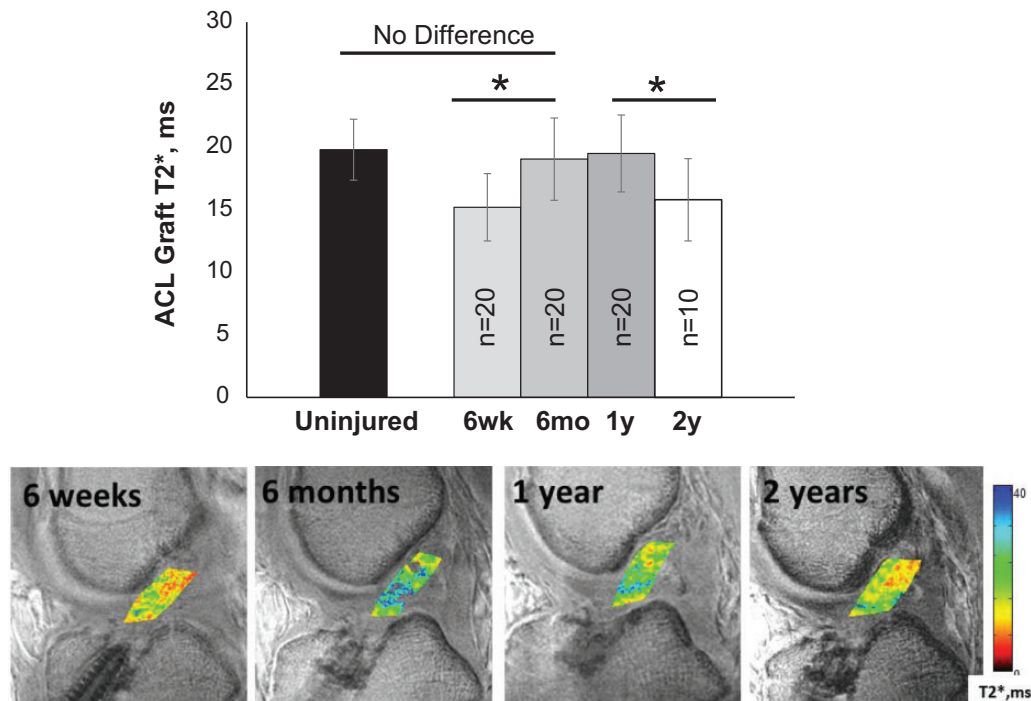 30
25
20
15
10
5
0
ACL Graft T2*, ms
No Difference
*
*
n=20
n=20
n=20
n=10
Uninjured 6wk 6mo 1y 2y
6 weeks 6 months 1 year 2 years
40
0
T2*,ms